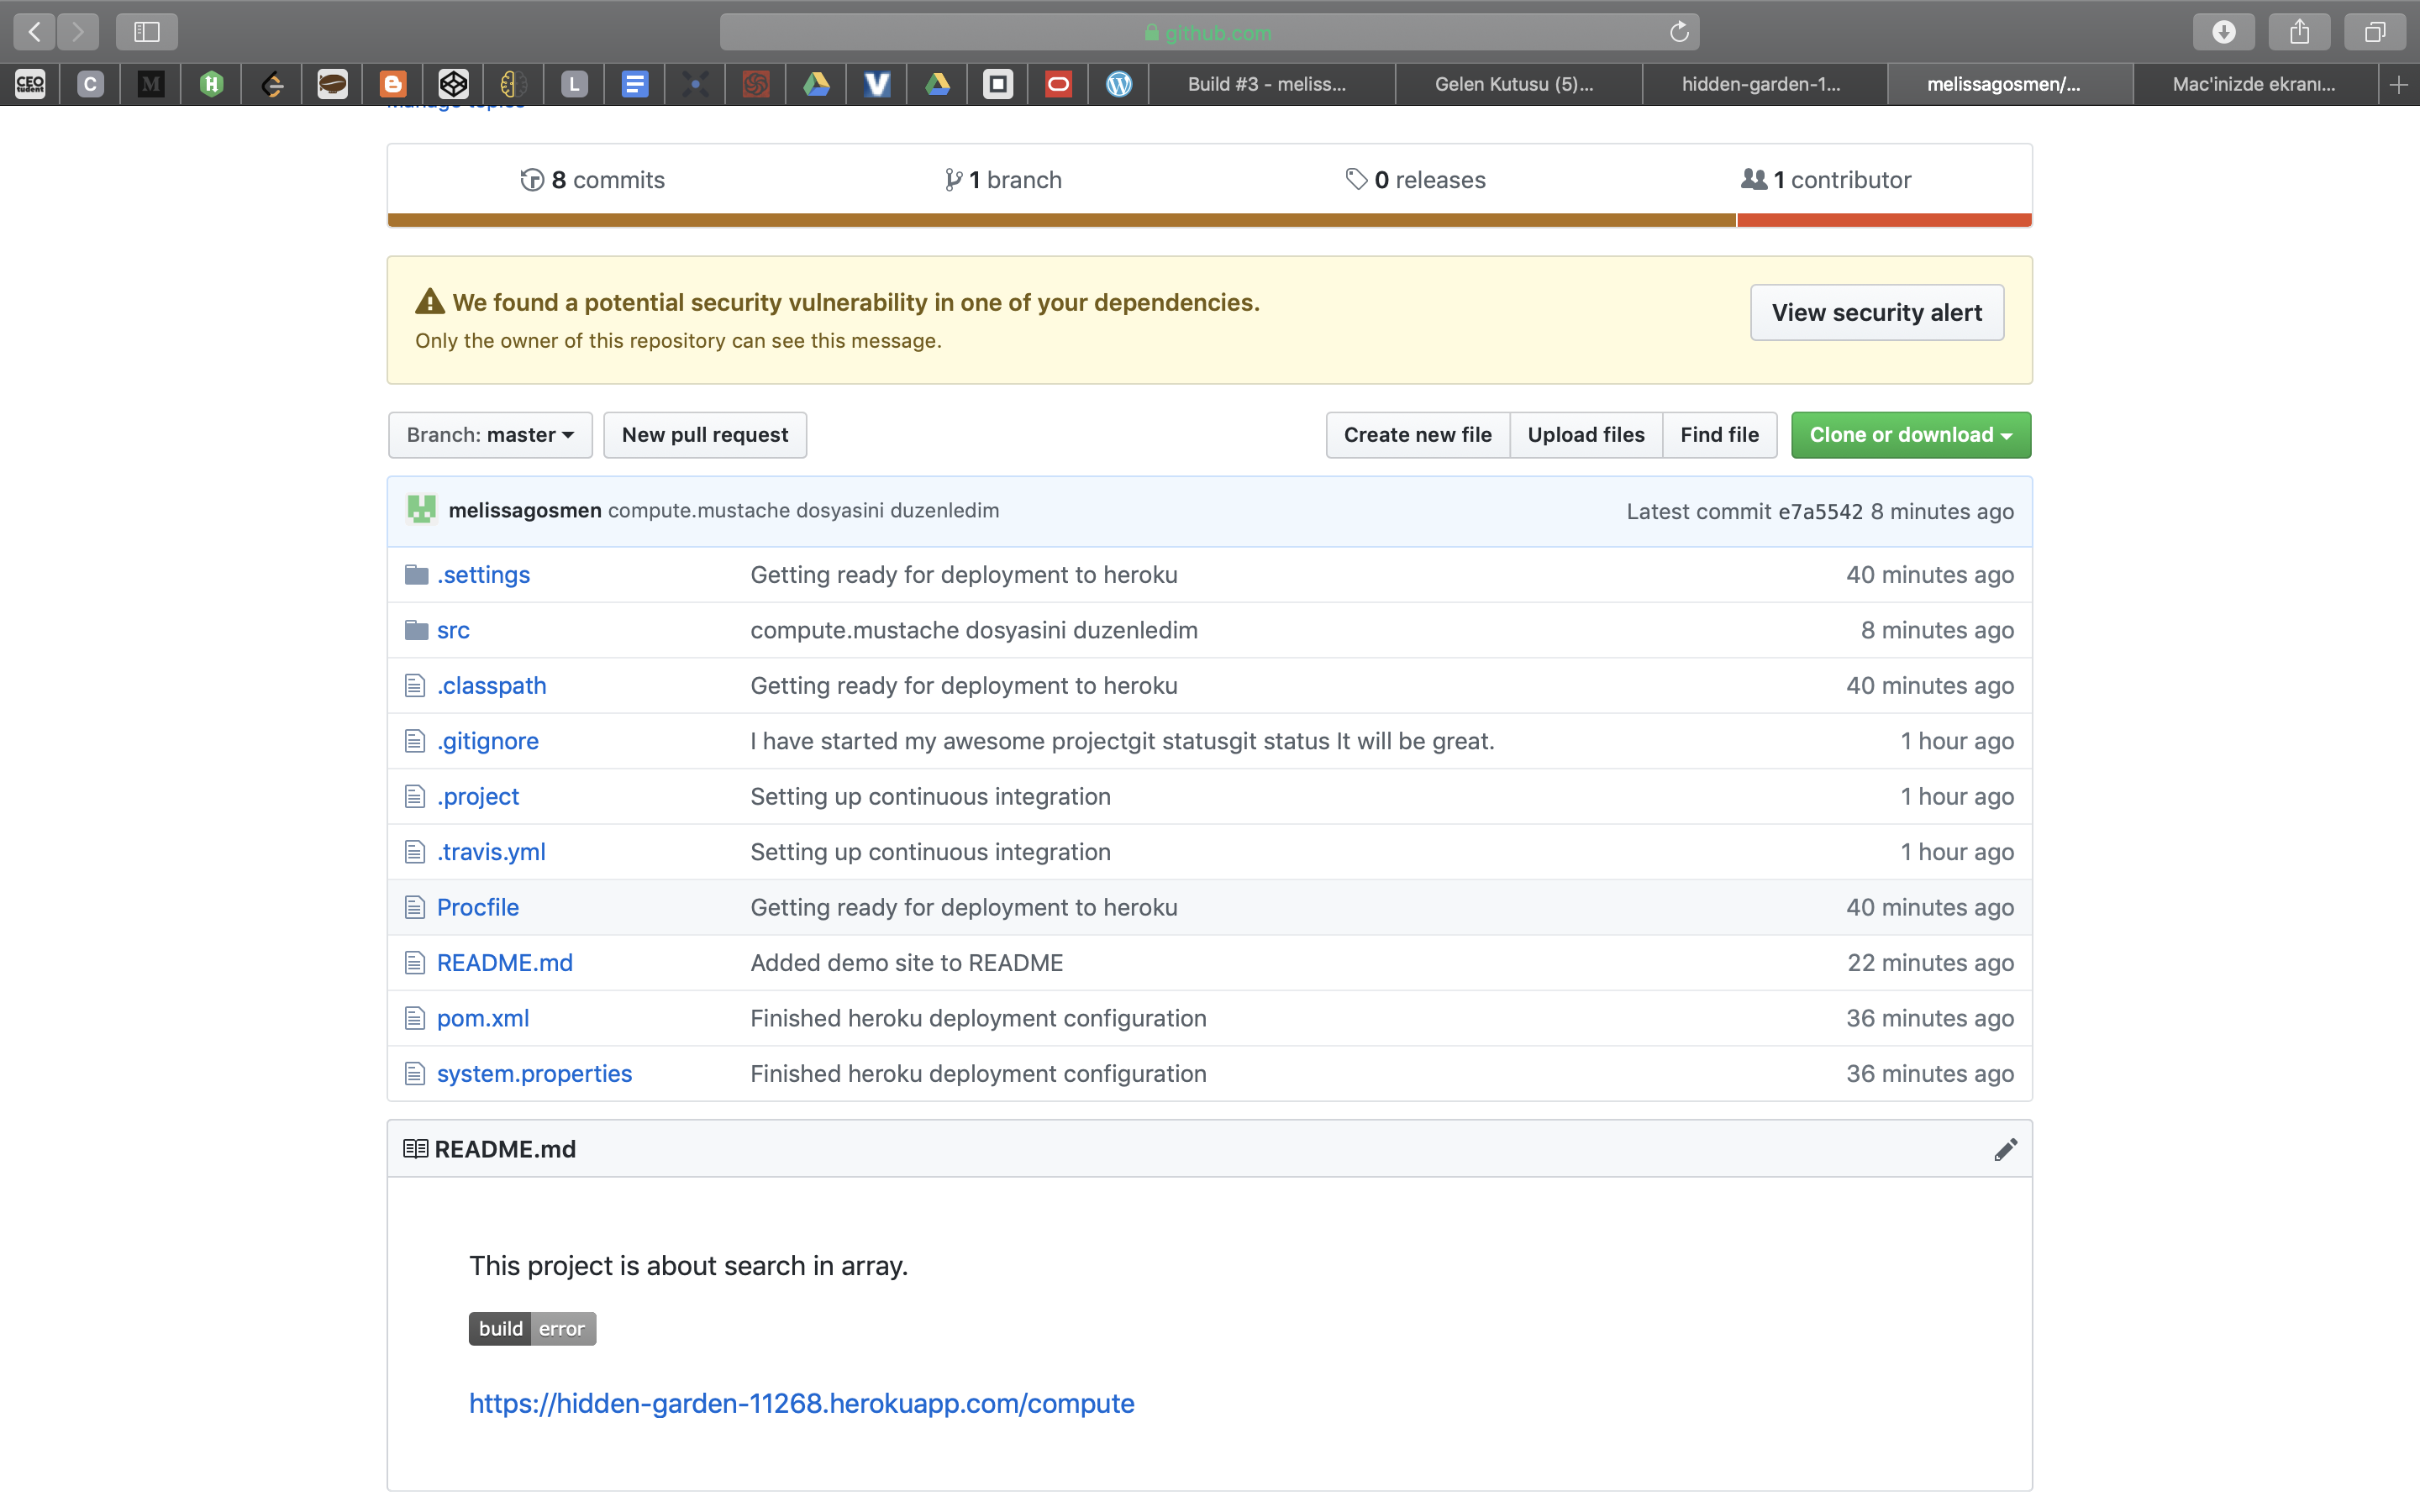 github.com
CEO
tudent
C
M
H
L
V
Build #3 - meliss...
Gelen Kutusu (5)...
hidden-garden-1...
melissagosmen/...
Mac'inizde ekranı...
Manage topics
8 commits
1 branch
0 releases
1 contributor
We found a potential security vulnerability in one of your dependencies.
Only the owner of this repository can see this message.
View security alert
Branch: master
New pull request
Create new file
Upload files
Find file
Clone or download
melissagosmen compute.mustache dosyasini duzenledim
Latest commit e7a5542 8 minutes ago
.settings Getting ready for deployment to heroku 40 minutes ago
src compute.mustache dosyasini duzenledim 8 minutes ago
.classpath Getting ready for deployment to heroku 40 minutes ago
.gitignore I have started my awesome projectgit statusgit status It will be great. 1 hour ago
.project Setting up continuous integration 1 hour ago
.travis.yml Setting up continuous integration 1 hour ago
Procfile Getting ready for deployment to heroku 40 minutes ago
README.md Added demo site to README 22 minutes ago
pom.xml Finished heroku deployment configuration 36 minutes ago
system.properties Finished heroku deployment configuration 36 minutes ago
README.md
This project is about search in array.
build error
https://hidden-garden-11268.herokuapp.com/compute